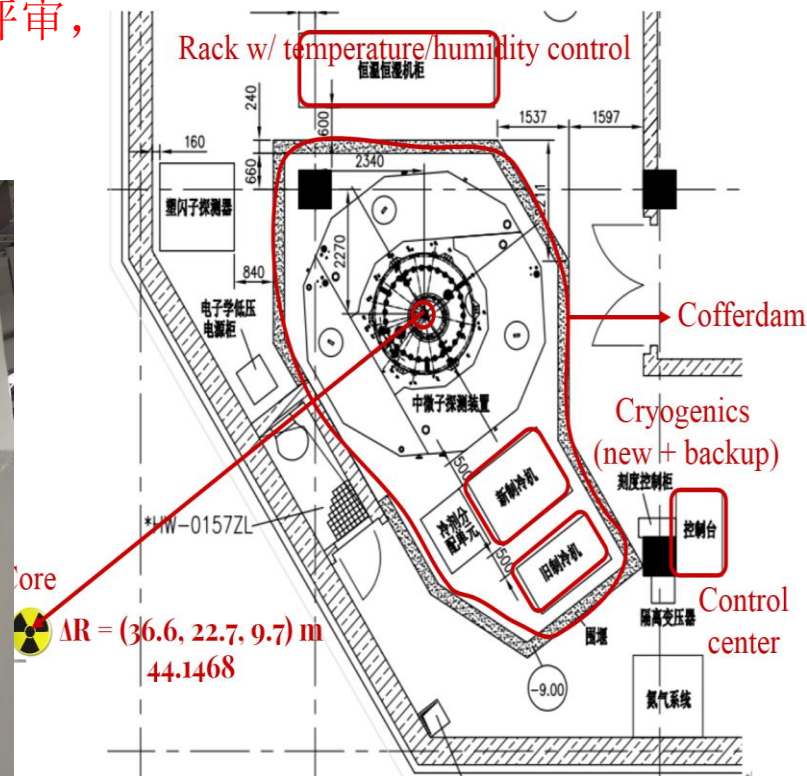 评审，
Rack w/ temperature/humidity control
恒温恒湿机柜
240
600
1537
1597
160
660
2340
塑闪子探测器
2270
840
电子学低压
电源柜
Cofferdam
中微子探测装置
Cryogenics
(new + backup)
500
新制冷机
刻度控制柜
*HW-0157ZL
冷剂分
配单元
控制台
500
旧制冷机
Core
ΔR = (36.6, 22.7, 9.7) m
44.1468
隔离变压器
Control
center
围堰
-9.00
氮气系统